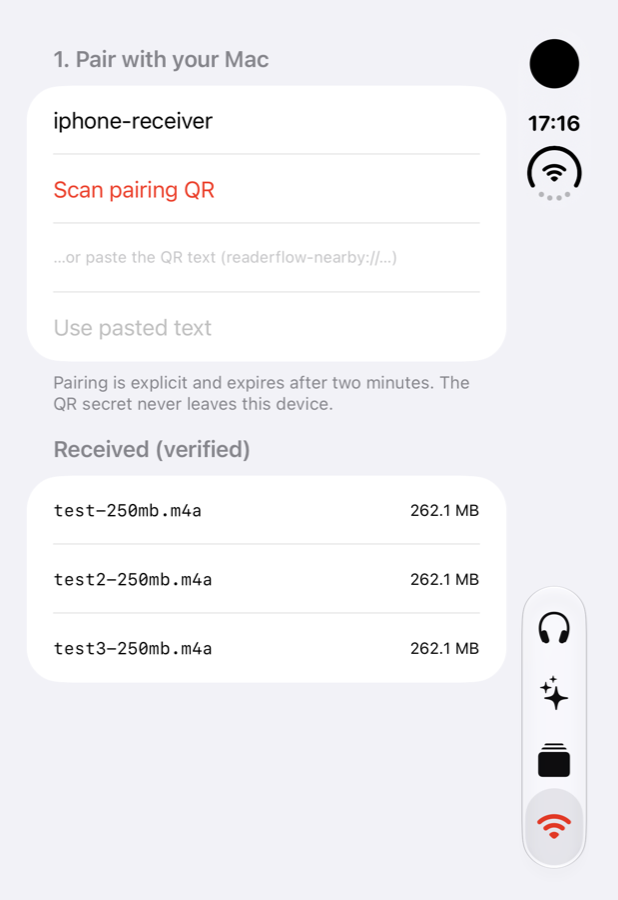 1. Pair with your Mac
17:16
iphone-receiver
Scan pairing QR
...or paste the QR text (readerflow-nearby://...)
Use pasted text
Pairing is explicit and expires after two minutes. The
QR secret never leaves this device.
Received (verified)
test-250mb.m4a 262.1 MB
test2-250mb.m4a 262.1 MB
test3-250mb.m4a 262.1 MB